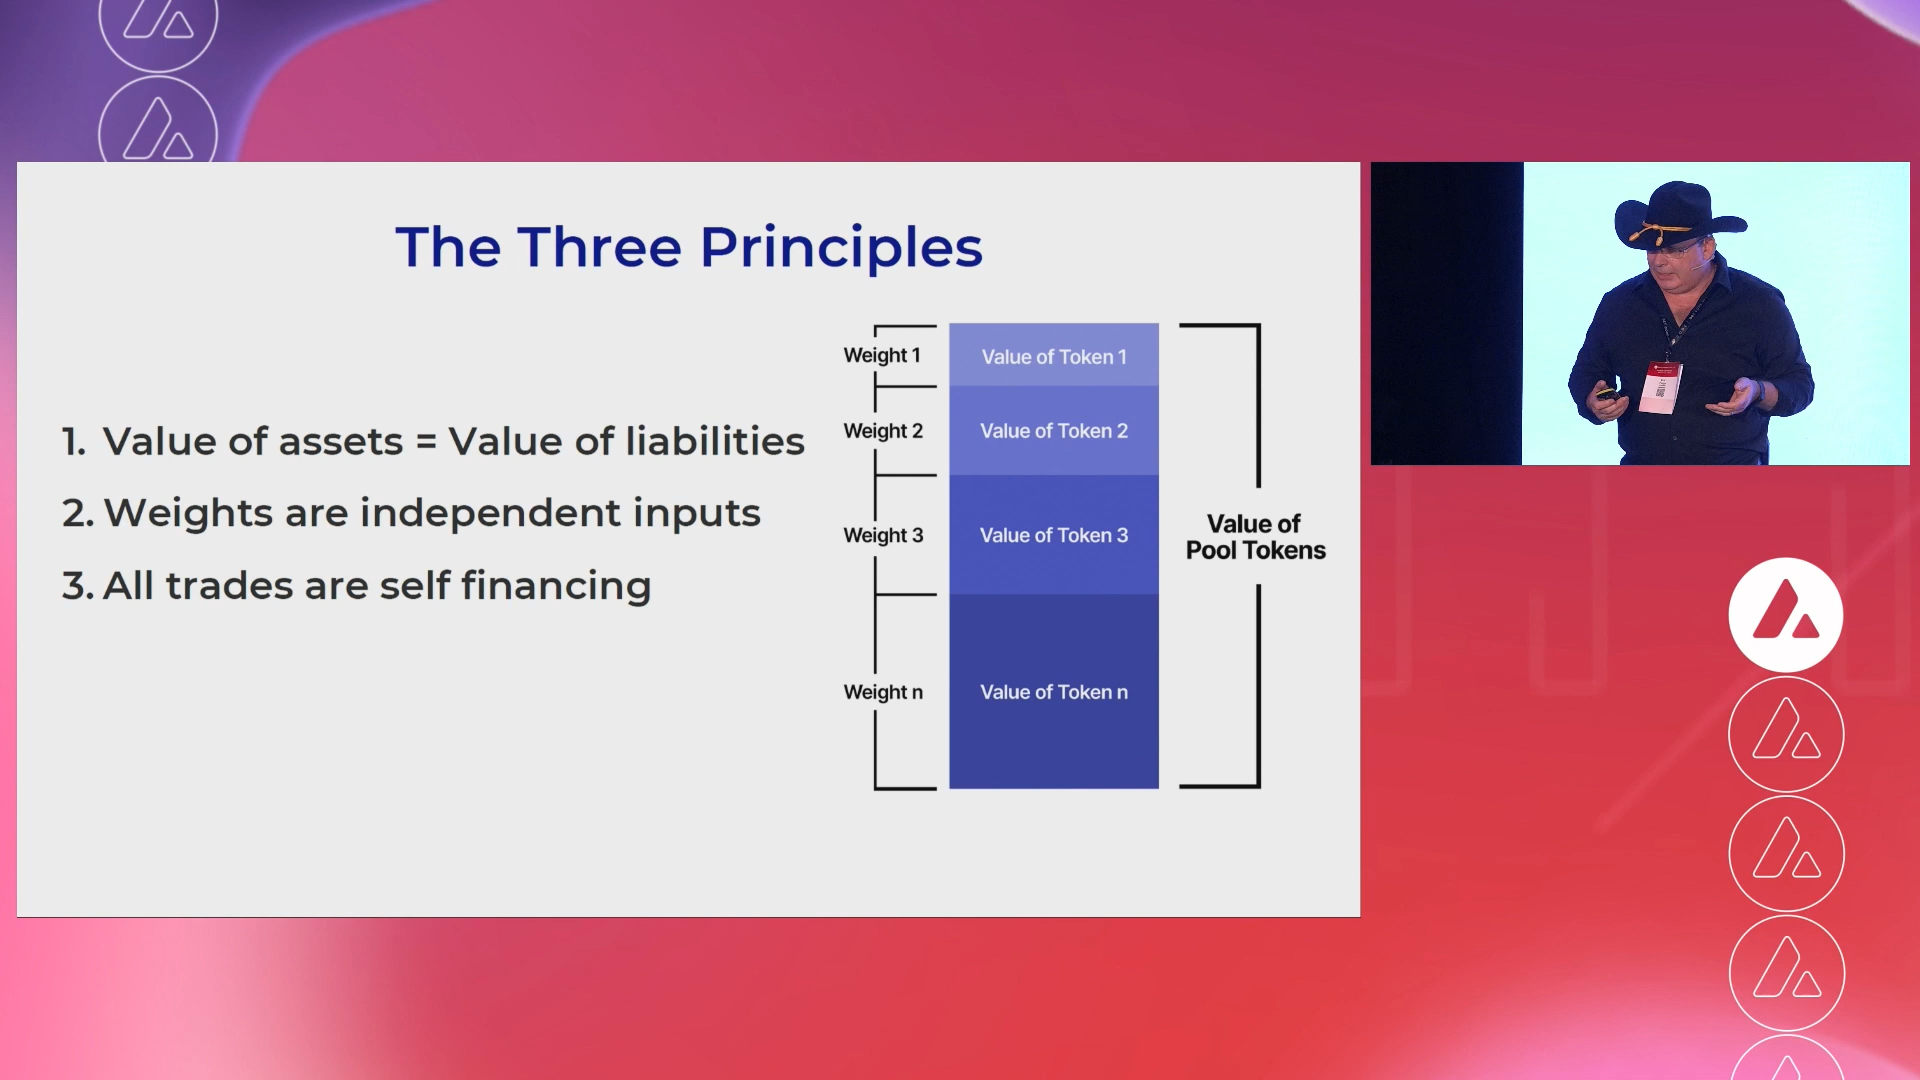 The Three Principles
1. Value of assets = Value of liabilities
2. Weights are independent inputs
3. All trades are self financing
Weight 1
Value of Token 1
Weight 2
Value of Token 2
Weight 3
Value of Token 3
Weight n
Value of Token n
Value of
Pool Tokens